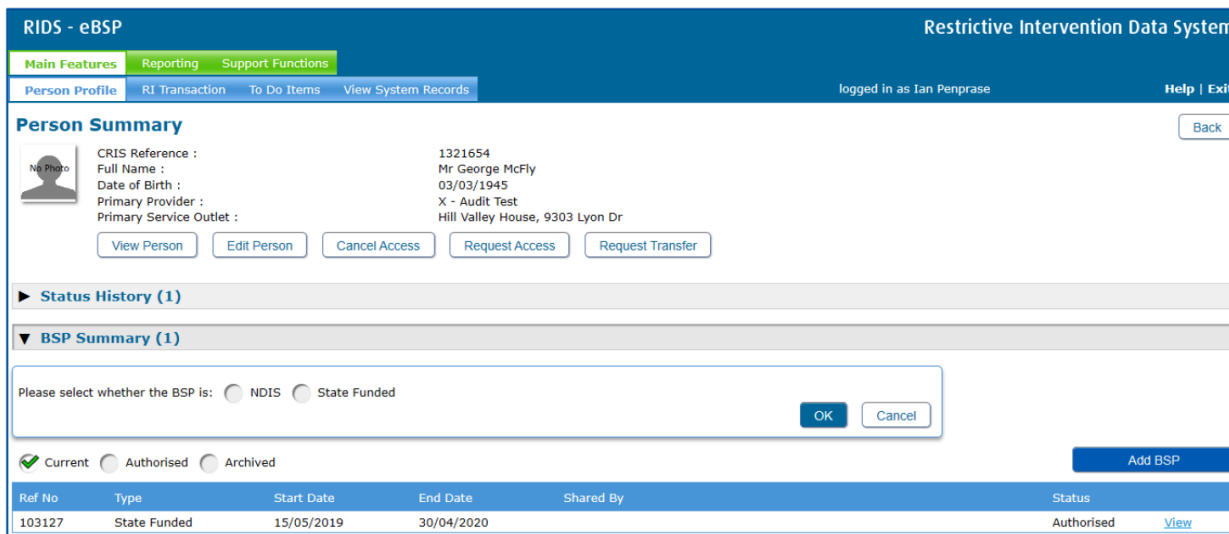 RIDS - eBSP Restrictive Intervention Data System
Main Features Reporting Support Functions
Person Profile RI Transaction To Do Items View System Records logged in as Ian Penprase Help | Exit
Person Summary Back
No Photo
CRIS Reference : 1321654
Full Name : Mr George McFly
Date of Birth : 03/03/1945
Primary Provider : X - Audit Test
Primary Service Outlet : Hill Valley House, 9303 Lyon Dr
View Person Edit Person Cancel Access Request Access Request Transfer
Status History (1)
BSP Summary (1)
Please select whether the BSP is: NDIS State Funded
OK Cancel
Current Authorised Archived Add BSP
Ref No Type Start Date End Date Shared By Status
103127 State Funded 15/05/2019 30/04/2020 Authorised View